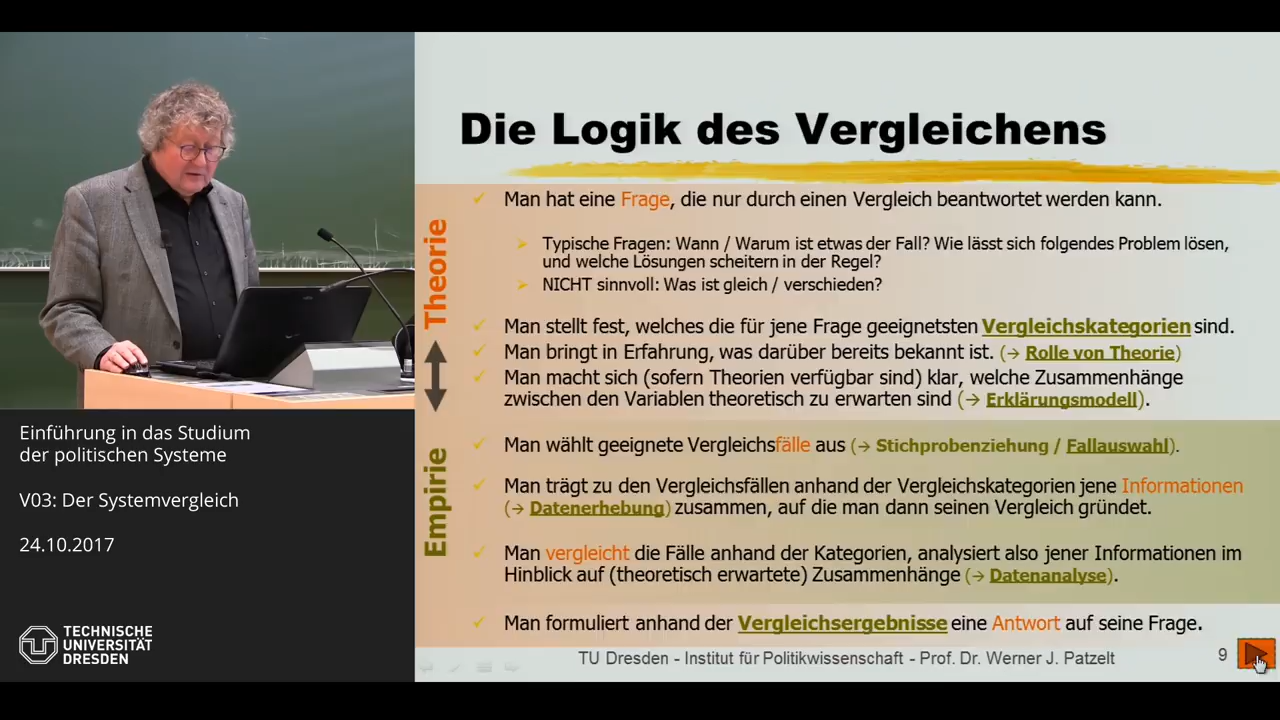 Die Logik des Vergleichens
Theorie
Empirie
Man hat eine Frage, die nur durch einen Vergleich beantwortet werden kann.
Typische Fragen: Wann / Warum ist etwas der Fall? Wie lässt sich folgendes Problem lösen,
und welche Lösungen scheitern in der Regel?
NICHT sinnvoll: Was ist gleich / verschieden?
Man stellt fest, welches die für jene Frage geeignetsten Vergleichskategorien sind.
Man bringt in Erfahrung, was darüber bereits bekannt ist. (→ Rolle von Theorie)
Man macht sich (sofern Theorien verfügbar sind) klar, welche Zusammenhänge
zwischen den Variablen theoretisch zu erwarten sind (→ Erklärungsmodell).
Man wählt geeignete Vergleichsfälle aus (→ Stichprobenziehung / Fallauswahl).
Man trägt zu den Vergleichsfällen anhand der Vergleichskategorien jene Informationen
(→ Datenerhebung) zusammen, auf die man dann seinen Vergleich gründet.
Man vergleicht die Fälle anhand der Kategorien, analysiert also jener Informationen im
Hinblick auf (theoretisch erwartete) Zusammenhänge (→ Datenanalyse).
Man formuliert anhand der Vergleichsergebnisse eine Antwort auf seine Frage.
TU Dresden - Institut für Politikwissenschaft - Prof. Dr. Werner J. Patzelt
9
Einführung in das Studium
der politischen Systeme
V03: Der Systemvergleich
24.10.2017
TECHNISCHE
UNIVERSITÄT
DRESDEN